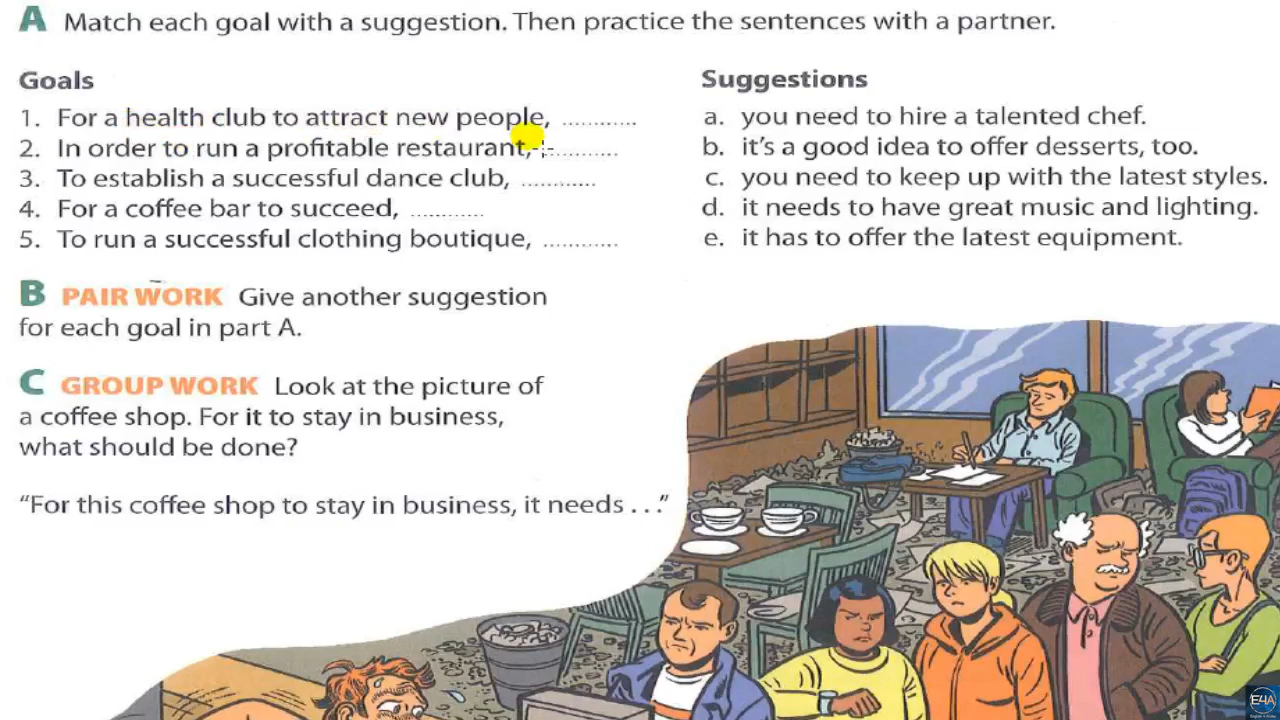 A Match each goal with a suggestion. Then practice the sentences with a partner.
Goals
1. For a health club to attract new people, ............
2. In order to run a profitable restaurant, ............
3. To establish a successful dance club, ............
4. For a coffee bar to succeed, ............
5. To run a successful clothing boutique, ............
Suggestions
a. you need to hire a talented chef.
b. it's a good idea to offer desserts, too.
c. you need to keep up with the latest styles.
d. it needs to have great music and lighting.
e. it has to offer the latest equipment.
B PAIR WORK Give another suggestion
for each goal in part A.
C GROUP WORK Look at the picture of
a coffee shop. For it to stay in business,
what should be done?
“For this coffee shop to stay in business, it needs . . .”
E4A